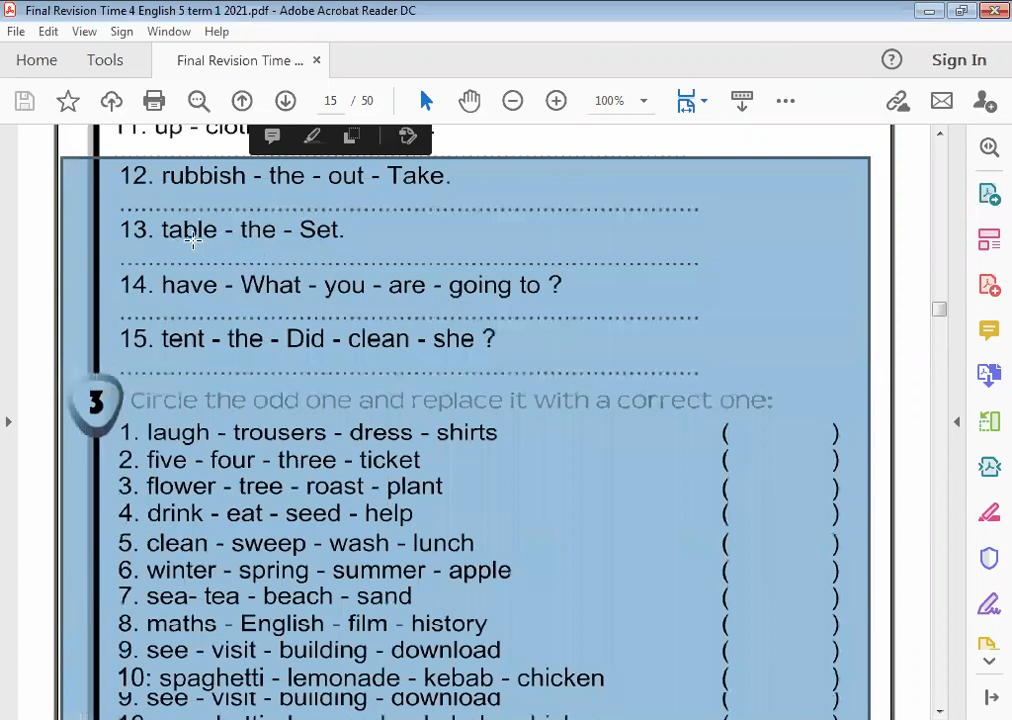 Final Revision Time 4 English 5 term 1 2021.pdf - Adobe Acrobat Reader DC
File Edit View Sign Window Help
Home Tools Final Revision Time ... × ? Sign In
15 / 50 100%
11. up -
12. rubbish - the - out - Take.
13. table - the - Set.
14. have - What - you - are - going to ?
15. tent - the - Did - clean - she ?
3 Circle the odd one and replace it with a correct one:
1. laugh - trousers - dress - shirts ( )
2. five - four - three - ticket ( )
3. flower - tree - roast - plant ( )
4. drink - eat - seed - help ( )
5. clean - sweep - wash - lunch ( )
6. winter - spring - summer - apple ( )
7. sea- tea - beach - sand ( )
8. maths - English - film - history ( )
9. see - visit - building - download ( )
10: spaghetti - lemonade - kebab - chicken ( )
9. see - visit - building - download ( )